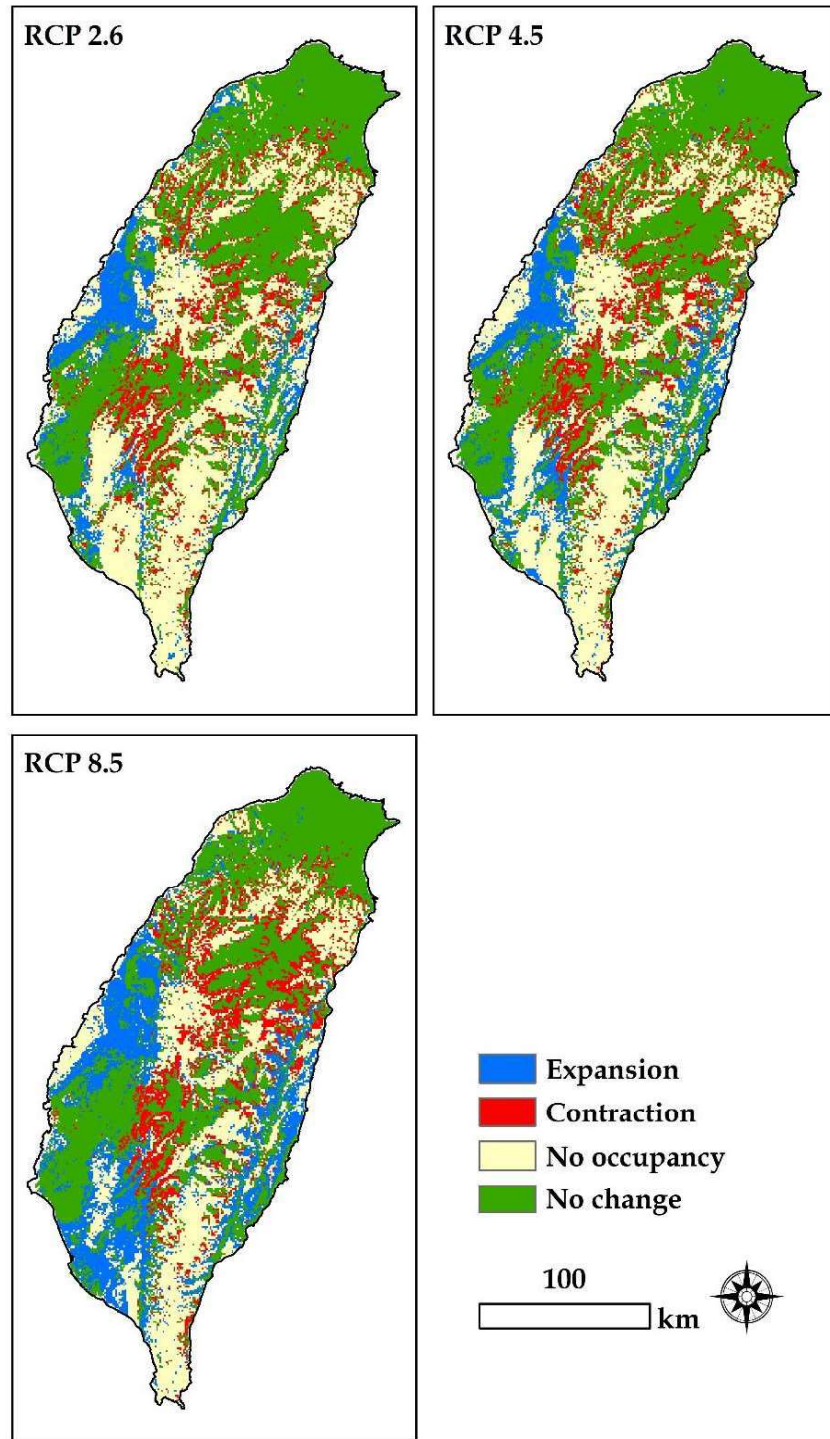 RCP 2.6
RCP 4.5
RCP 8.5
Expansion
Contraction
No occupancy
No change
100
km